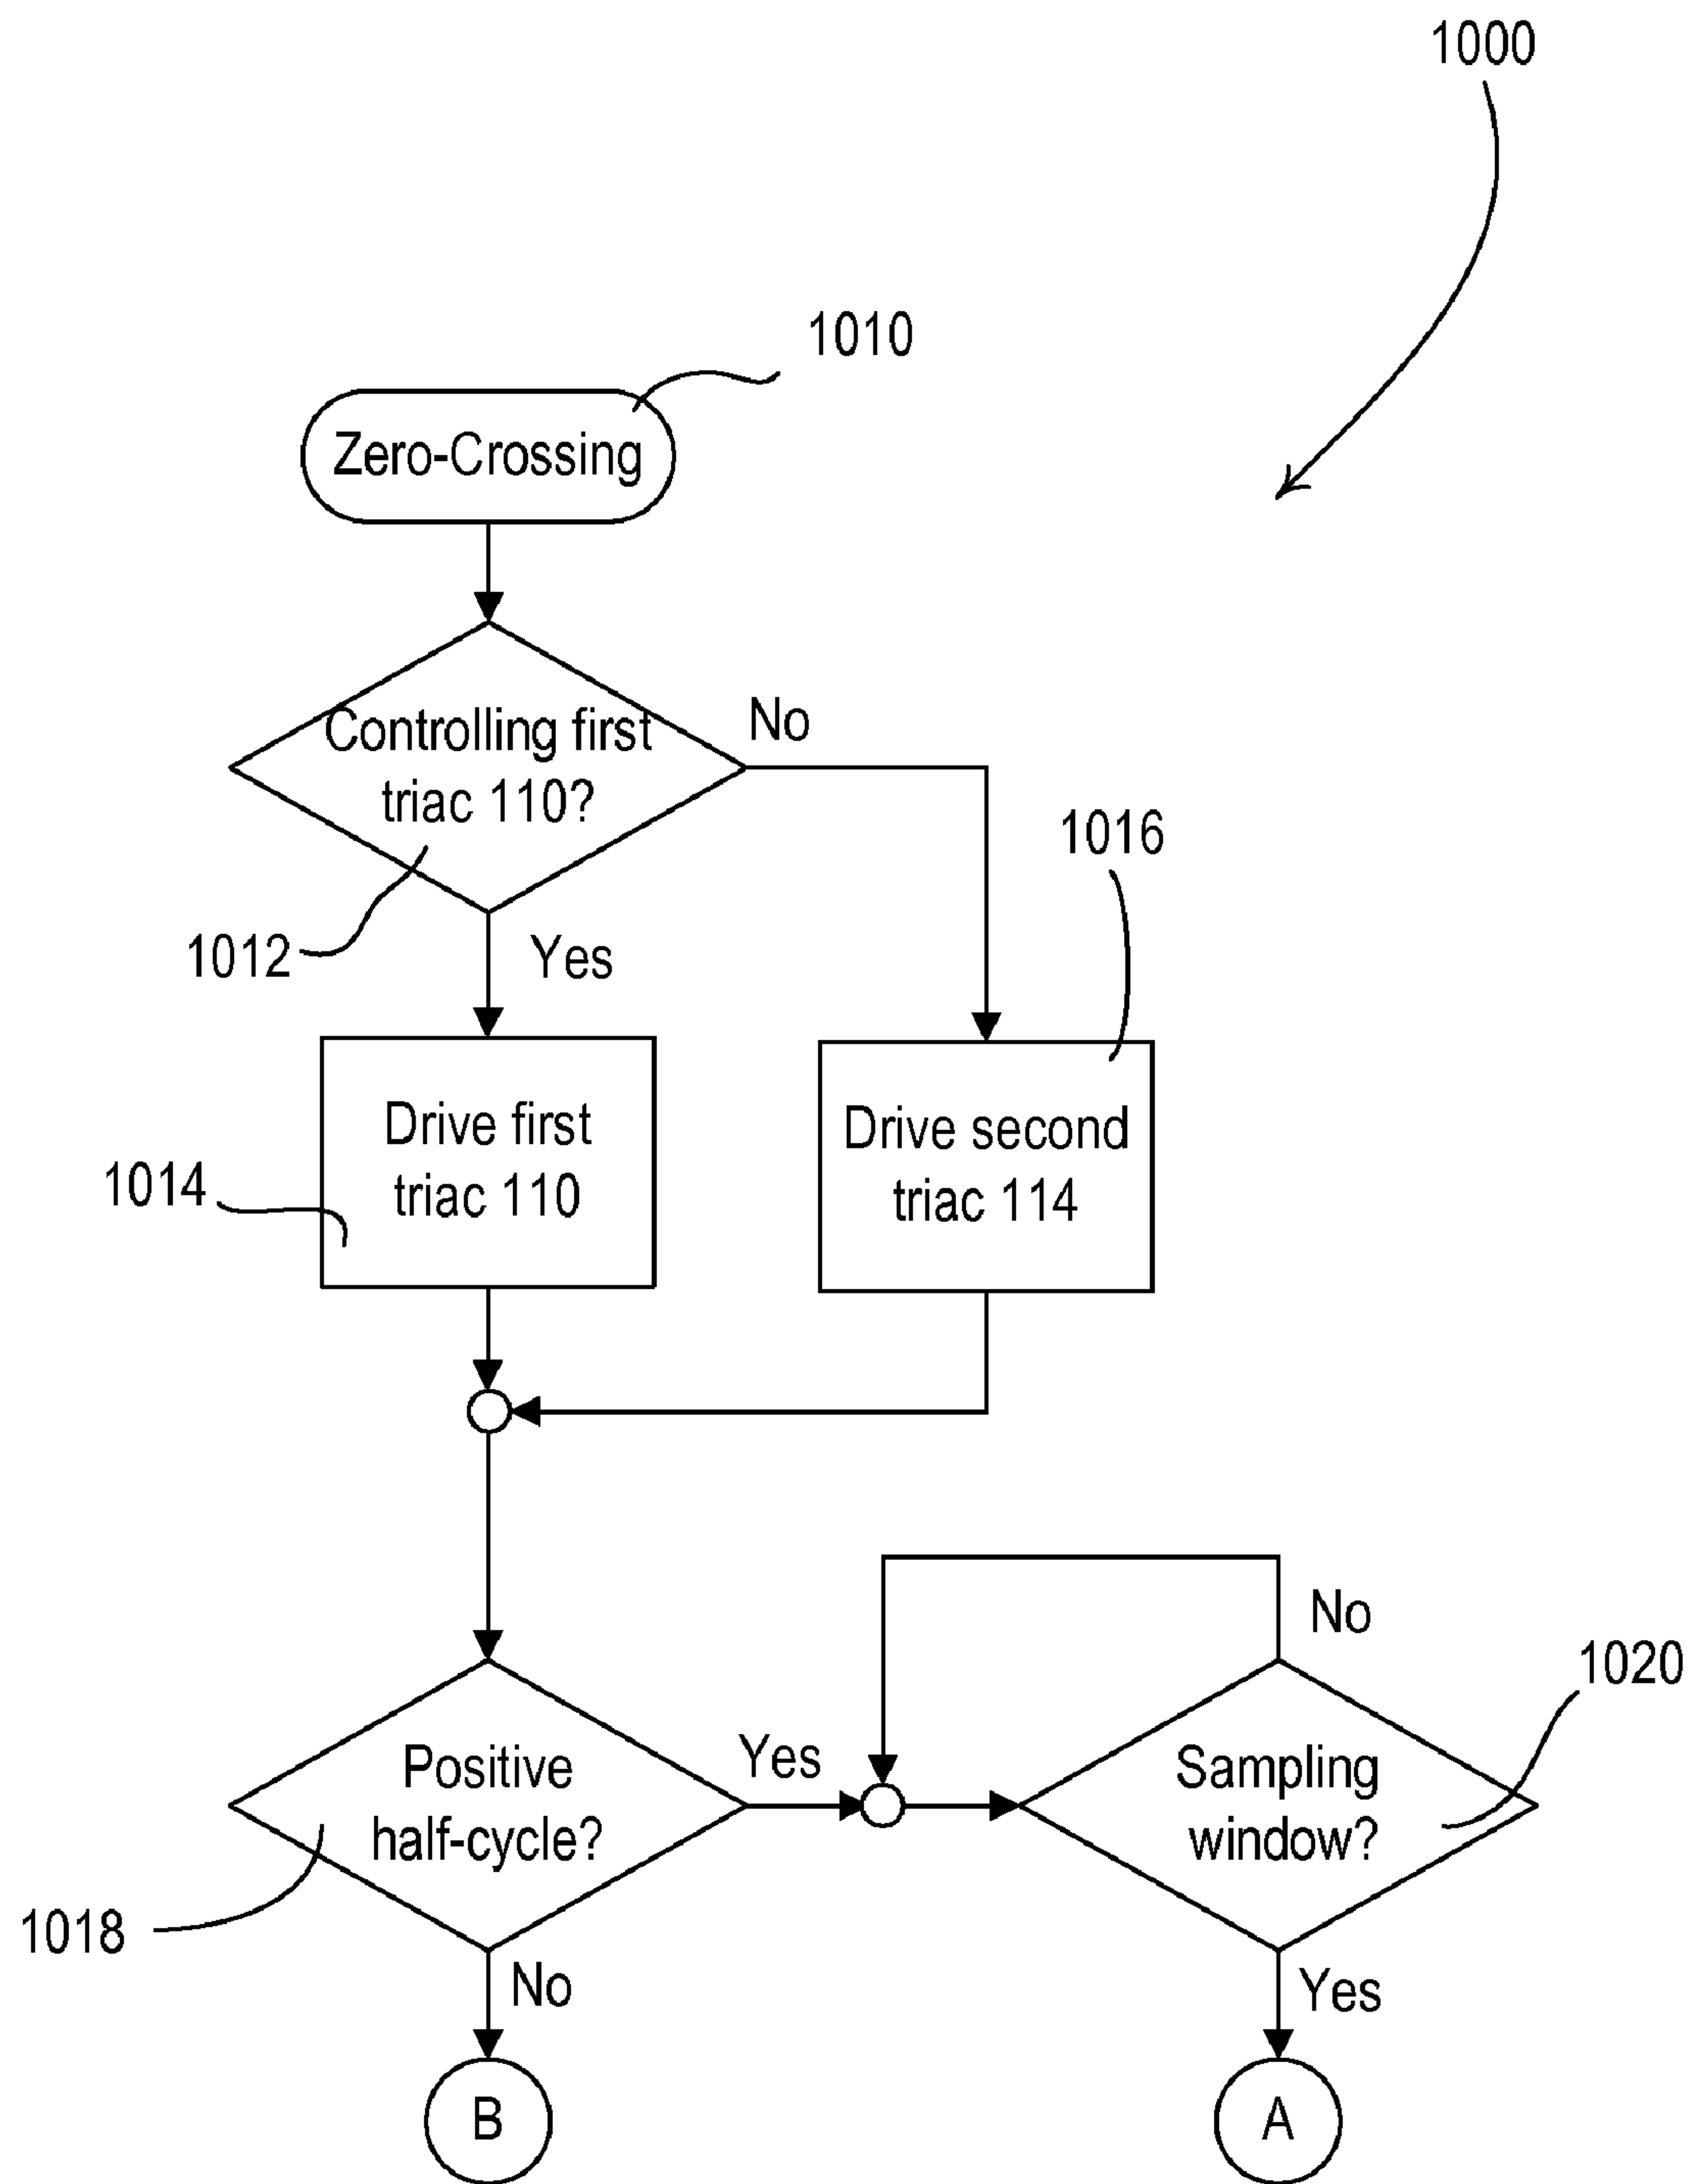 1000
1010
Zero-Crossing
Controlling first
triac 110?
No
1012
Yes
1016
Drive first
triac 110
1014
Drive second
triac 114
Positive
half-cycle?
Yes
1018
No
No
1020
Sampling
window?
Yes
B
A